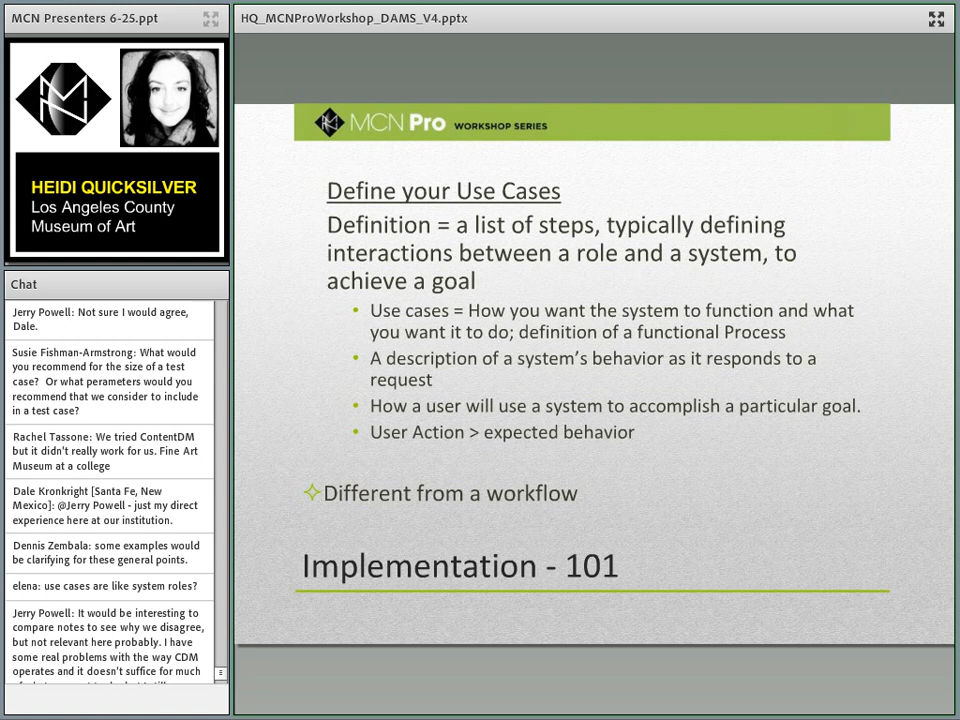 MCN Presenters 6-25.ppt
HEIDI QUICKSILVER
Los Angeles County
Museum of Art
Chat
Jerry Powell: Not sure I would agree,
Dale.
Susie Fishman-Armstrong: What would
you recommend for the size of a test
case? Or what perameters would you
recommend that we consider to include
in a test case?
Rachel Tassone: We tried ContentDM
but it didn't really work for us. Fine Art
Museum at a college
Dale Kronkright [Santa Fe, New
Mexico]: @Jerry Powell - just my direct
experience here at our institution.
Dennis Zembala: some examples would
be clarifying for these general points.
elena: use cases are like system roles?
Jerry Powell: It would be interesting to
compare notes to see why we disagree,
but not relevant here probably. I have
some real problems with the way CDM
operates and it doesn't suffice for much
HQ_MCNProWorkshop_DAMS_V4.pptx
MCN Pro WORKSHOP SERIES
Define your Use Cases
Definition = a list of steps, typically defining
interactions between a role and a system, to
achieve a goal
• Use cases = How you want the system to function and what
you want it to do; definition of a functional Process
• A description of a system's behavior as it responds to a
request
• How a user will use a system to accomplish a particular goal.
• User Action > expected behavior
Different from a workflow
Implementation - 101